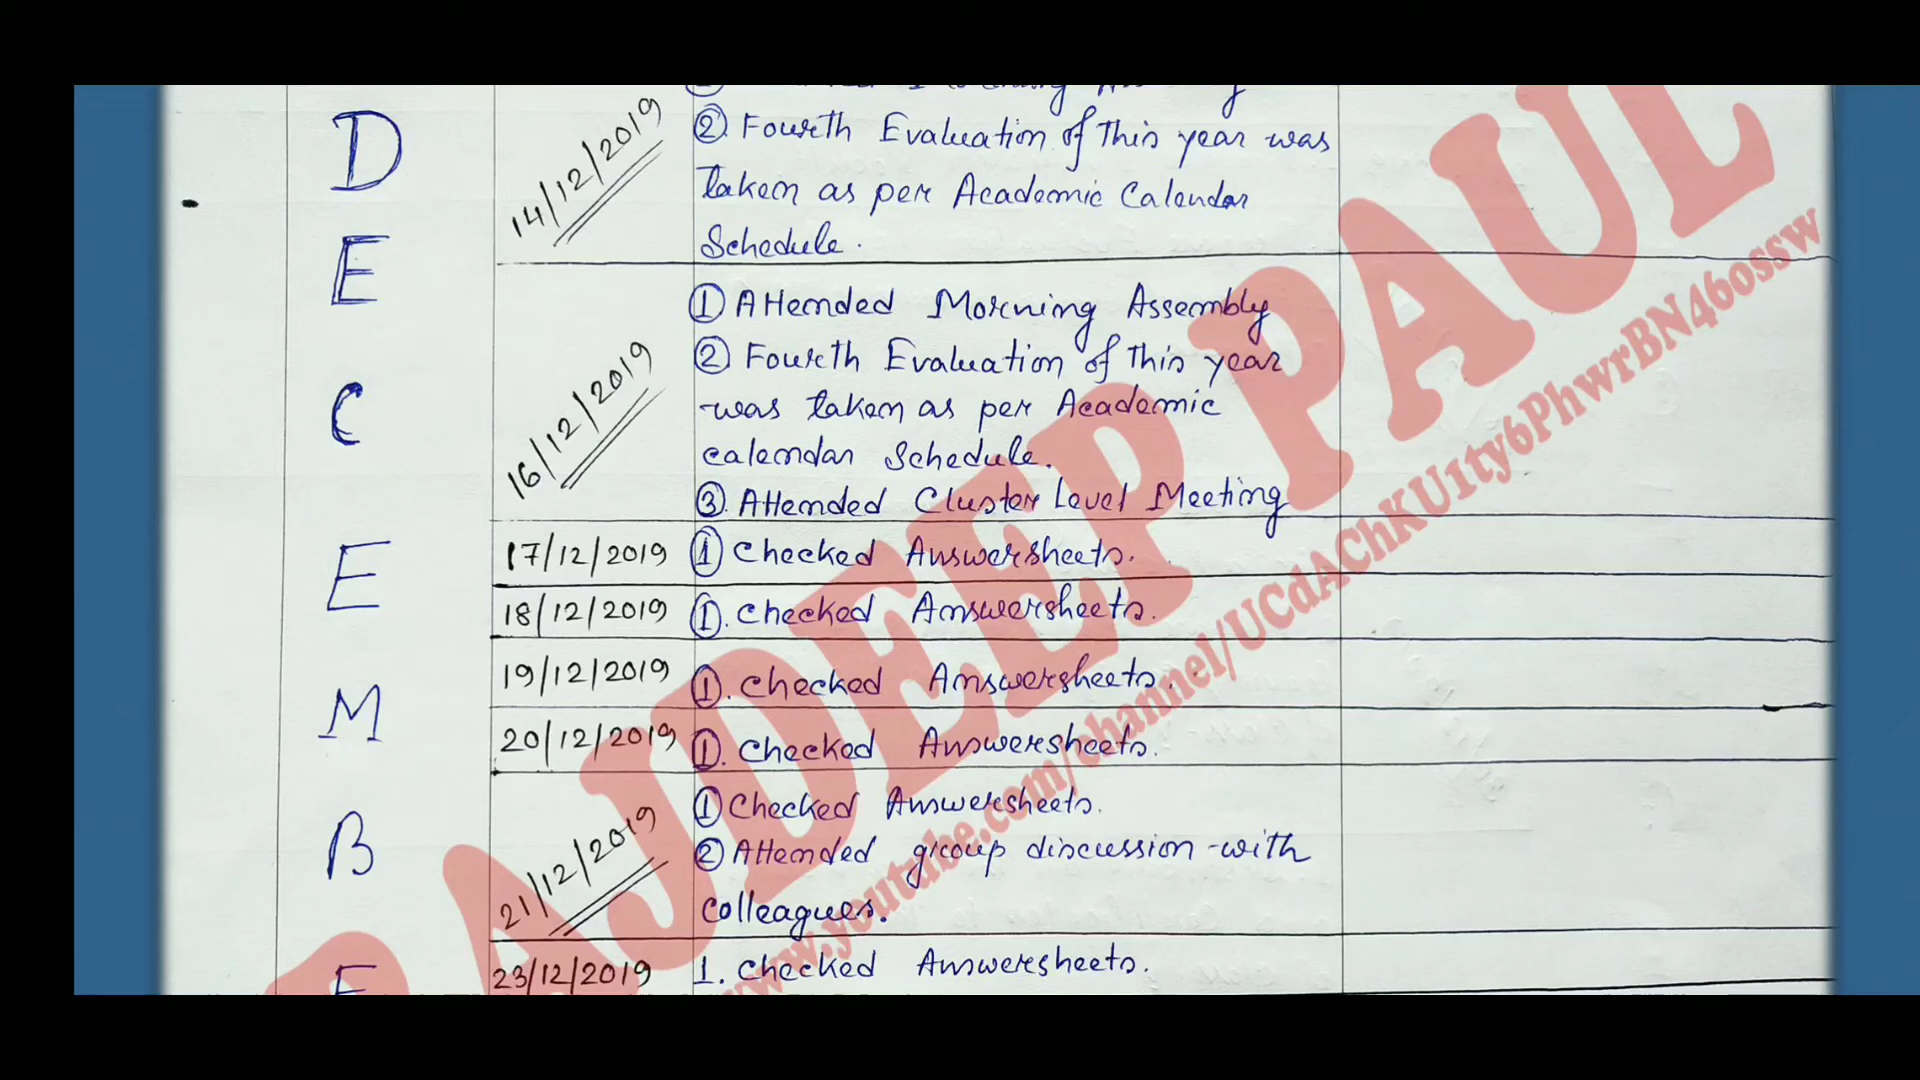 D
E
C
E
M
B
E
14/12/2019
② Fourth Evaluation of this year was
taken as per Academic Calendar
Schedule.
16/12/2019
① Attended Morning Assembly
② Fourth Evaluation of this year
was taken as per Academic
calendar Schedule.
③ Attended Cluster Level Meeting
17/12/2019 ① Checked Answersheets.
18/12/2019 ①. Checked Answersheets.
19/12/2019 ①. Checked Answersheets.
20/12/2019 ①. Checked Answersheets.
21/12/2019
① Checked Answersheets.
② Attended group discussion with
colleagues.
23/12/2019 1. Checked Answersheets.
RAJDEEP PAUL
www.youtube.com/channel/UCdAChKU1ty6PhwrBN46ossw